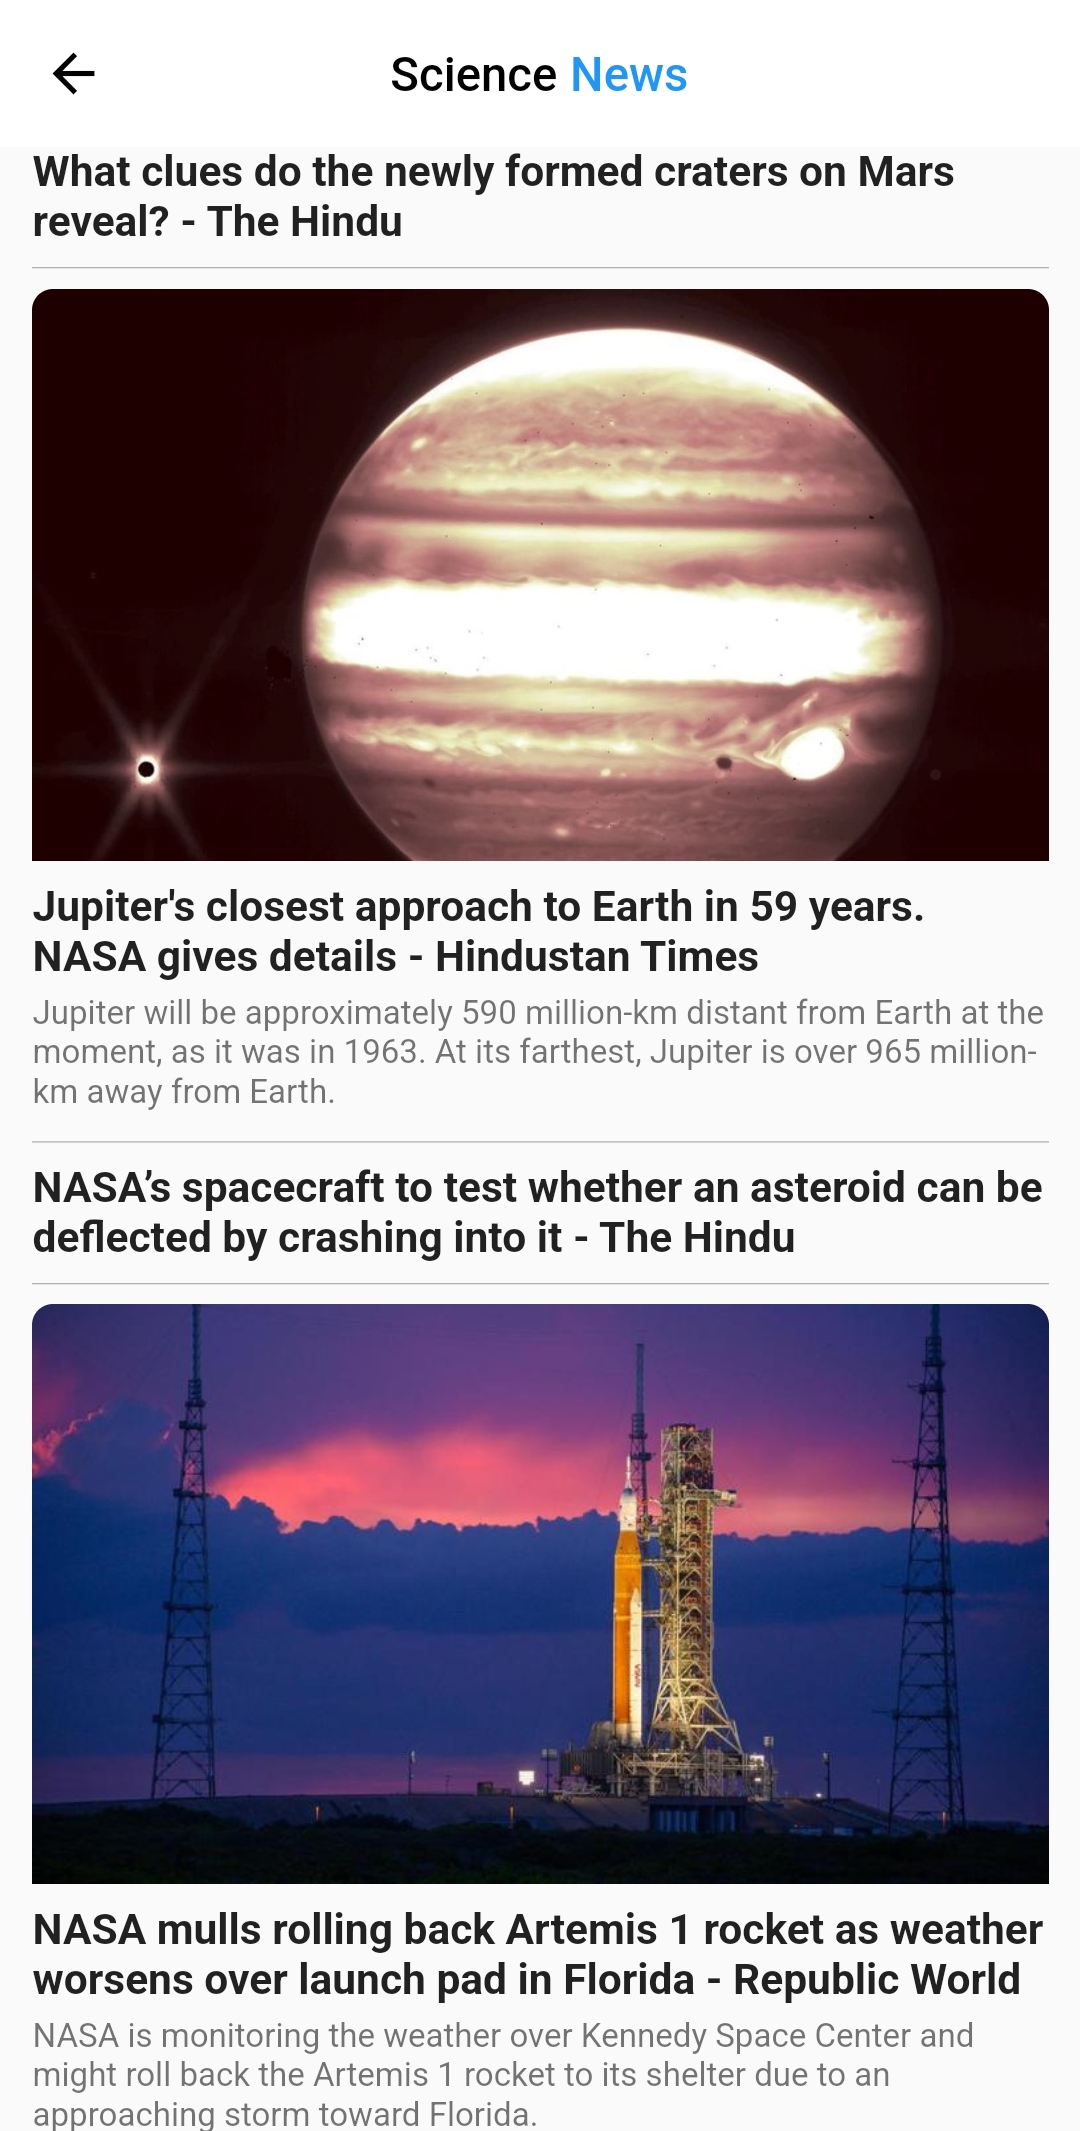 Science News
What clues do the newly formed craters on Mars
reveal? - The Hindu
Jupiter's closest approach to Earth in 59 years.
NASA gives details - Hindustan Times
Jupiter will be approximately 590 million-km distant from Earth at the
moment, as it was in 1963. At its farthest, Jupiter is over 965 million-
km away from Earth.
NASA’s spacecraft to test whether an asteroid can be
deflected by crashing into it - The Hindu
NASA mulls rolling back Artemis 1 rocket as weather
worsens over launch pad in Florida - Republic World
NASA is monitoring the weather over Kennedy Space Center and
might roll back the Artemis 1 rocket to its shelter due to an
approaching storm toward Florida.